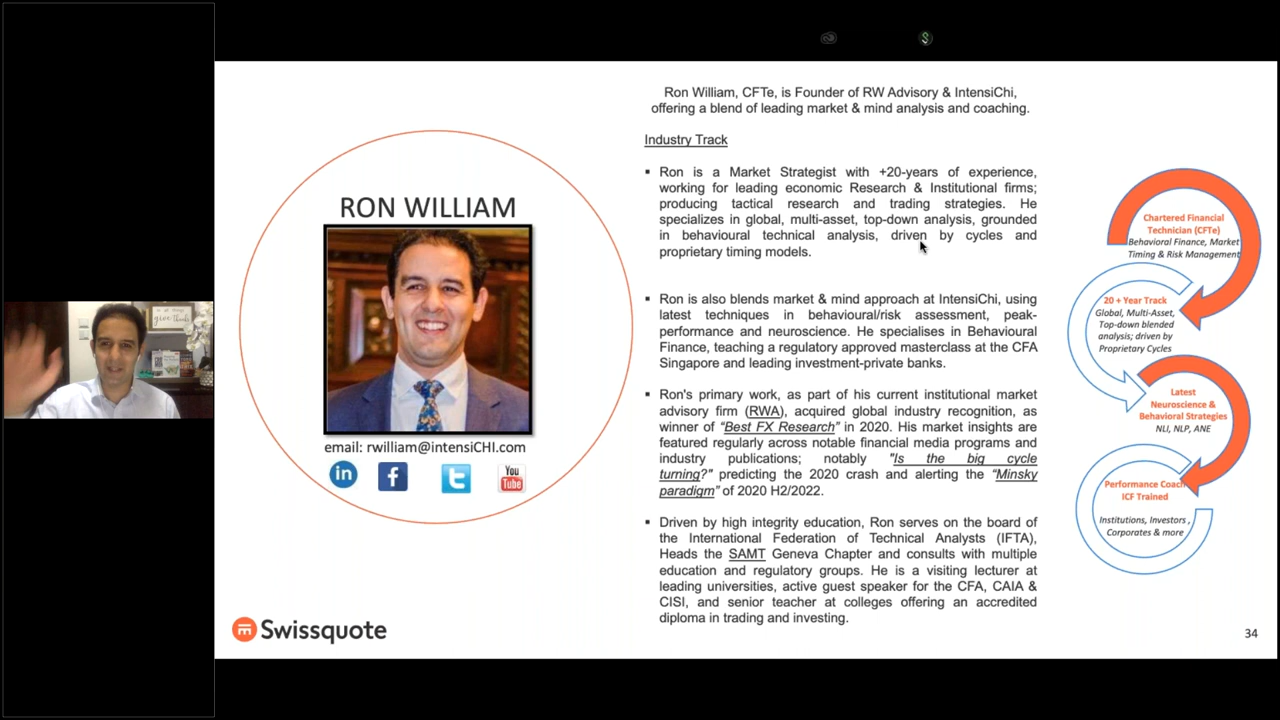 Ron William, CFTe, is Founder of RW Advisory & IntensiChi,
offering a blend of leading market & mind analysis and coaching.
Industry Track
▪ Ron is a Market Strategist with +20-years of experience,
working for leading economic Research & Institutional firms;
producing tactical research and trading strategies. He
specializes in global, multi-asset, top-down analysis, grounded
in behavioural technical analysis, driven by cycles and
proprietary timing models.
▪ Ron is also blends market & mind approach at IntensiChi, using
latest techniques in behavioural/risk assessment, peak-
performance and neuroscience. He specialises in Behavioural
Finance, teaching a regulatory approved masterclass at the CFA
Singapore and leading investment-private banks.
▪ Ron's primary work, as part of his current institutional market
advisory firm (RWA), acquired global industry recognition, as
winner of “Best FX Research” in 2020. His market insights are
featured regularly across notable financial media programs and
industry publications; notably "Is the big cycle
turning?" predicting the 2020 crash and alerting the “Minsky
paradigm” of 2020 H2/2022.
▪ Driven by high integrity education, Ron serves on the board of
the International Federation of Technical Analysts (IFTA),
Heads the SAMT Geneva Chapter and consults with multiple
education and regulatory groups. He is a visiting lecturer at
leading universities, active guest speaker for the CFA, CAIA &
CISI, and senior teacher at colleges offering an accredited
diploma in trading and investing.
RON WILLIAM
email: rwilliam@intensiCHI.com
in
f
You
Tube
Chartered Financial
Technician (CFTe)
Behavioral Finance, Market
Timing & Risk Management
20 + Year Track
Global, Multi-Asset,
Top-down blended
analysis; driven by
Proprietary Cycles
Latest
Neuroscience &
Behavioral Strategies
NLI, NLP, ANE
Performance Coach
ICF Trained
Institutions, Investors ,
Corporates & more
give thanks
Swissquote
34